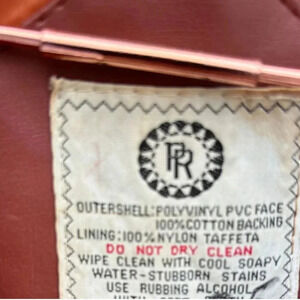 PR
OUTERSHELL: POLYVINYL PVC FACE
100% COTTON BACKING
LINING: 100% NYLON TAFFETA
DO NOT DRY CLEAN
WIPE CLEAN WITH COOL SOAPY
WATER-STUBBORN STAINS
USE RUBBING ALCOHOL